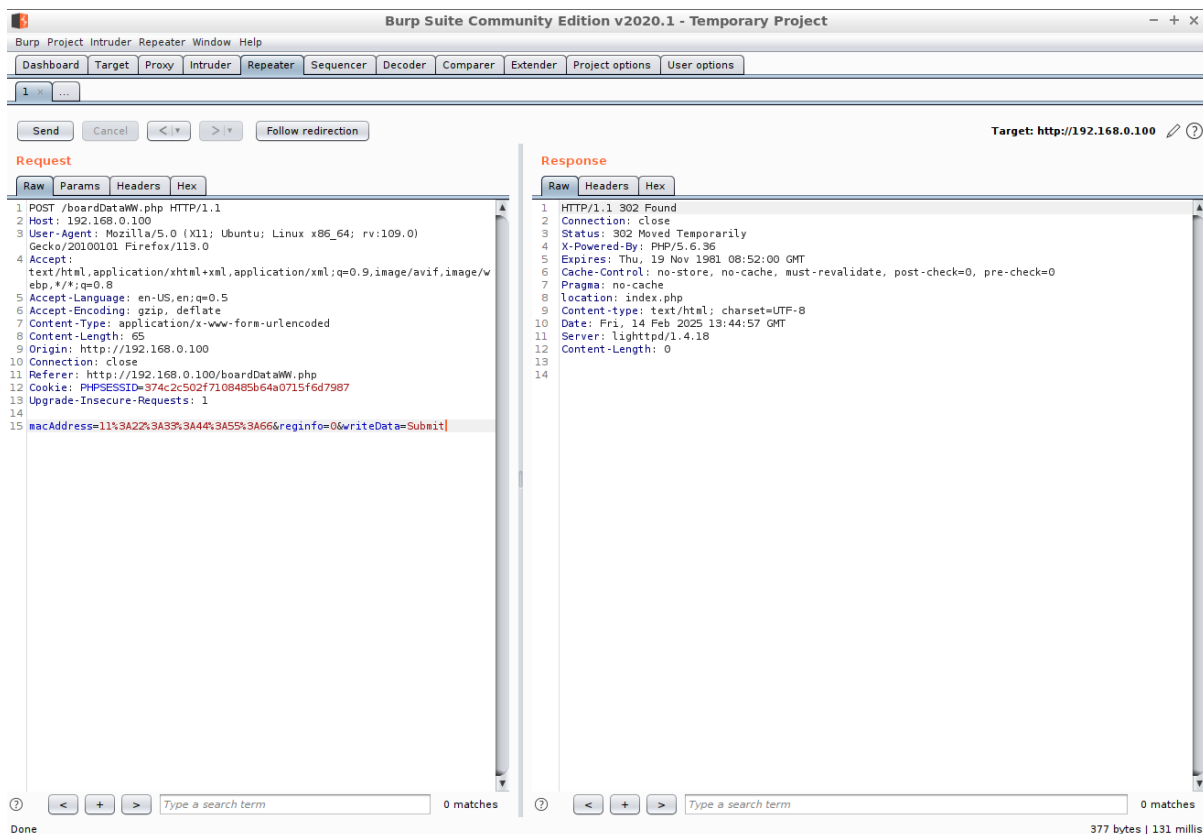 Burp Suite Community Edition v2020.1 - Temporary Project
Burp Project Intruder Repeater Window Help
Dashboard Target Proxy Intruder Repeater Sequencer Decoder Comparer Extender Project options User options
1 × ...
Send Cancel < | ▾ > | ▾ Follow redirection Target: http://192.168.0.100
Request
Raw Params Headers Hex
1 POST /boardDataWW.php HTTP/1.1
2 Host: 192.168.0.100
3 User-Agent: Mozilla/5.0 (X11; Ubuntu; Linux x86_64; rv:109.0)
Gecko/20100101 Firefox/113.0
4 Accept:
text/html,application/xhtml+xml,application/xml;q=0.9,image/avif,image/w
ebp,*/*;q=0.8
5 Accept-Language: en-US,en;q=0.5
6 Accept-Encoding: gzip, deflate
7 Content-Type: application/x-www-form-urlencoded
8 Content-Length: 65
9 Origin: http://192.168.0.100
10 Connection: close
11 Referer: http://192.168.0.100/boardDataWW.php
12 Cookie: PHPSESSID=374c2c502f7108485b64a0715f6d7987
13 Upgrade-Insecure-Requests: 1
14
15 macAddress=11%3A22%3A33%3A44%3A55%3A66&reginfo=0&writeData=Submit
? < + > Type a search term 0 matches
Response
Raw Headers Hex
1 HTTP/1.1 302 Found
2 Connection: close
3 Status: 302 Moved Temporarily
4 X-Powered-By: PHP/5.6.36
5 Expires: Thu, 19 Nov 1981 08:52:00 GMT
6 Cache-Control: no-store, no-cache, must-revalidate, post-check=0, pre-check=0
7 Pragma: no-cache
8 location: index.php
9 Content-type: text/html; charset=UTF-8
10 Date: Fri, 14 Feb 2025 13:44:57 GMT
11 Server: lighttpd/1.4.18
12 Content-Length: 0
13
14
? < + > Type a search term 0 matches
Done 377 bytes | 131 millis